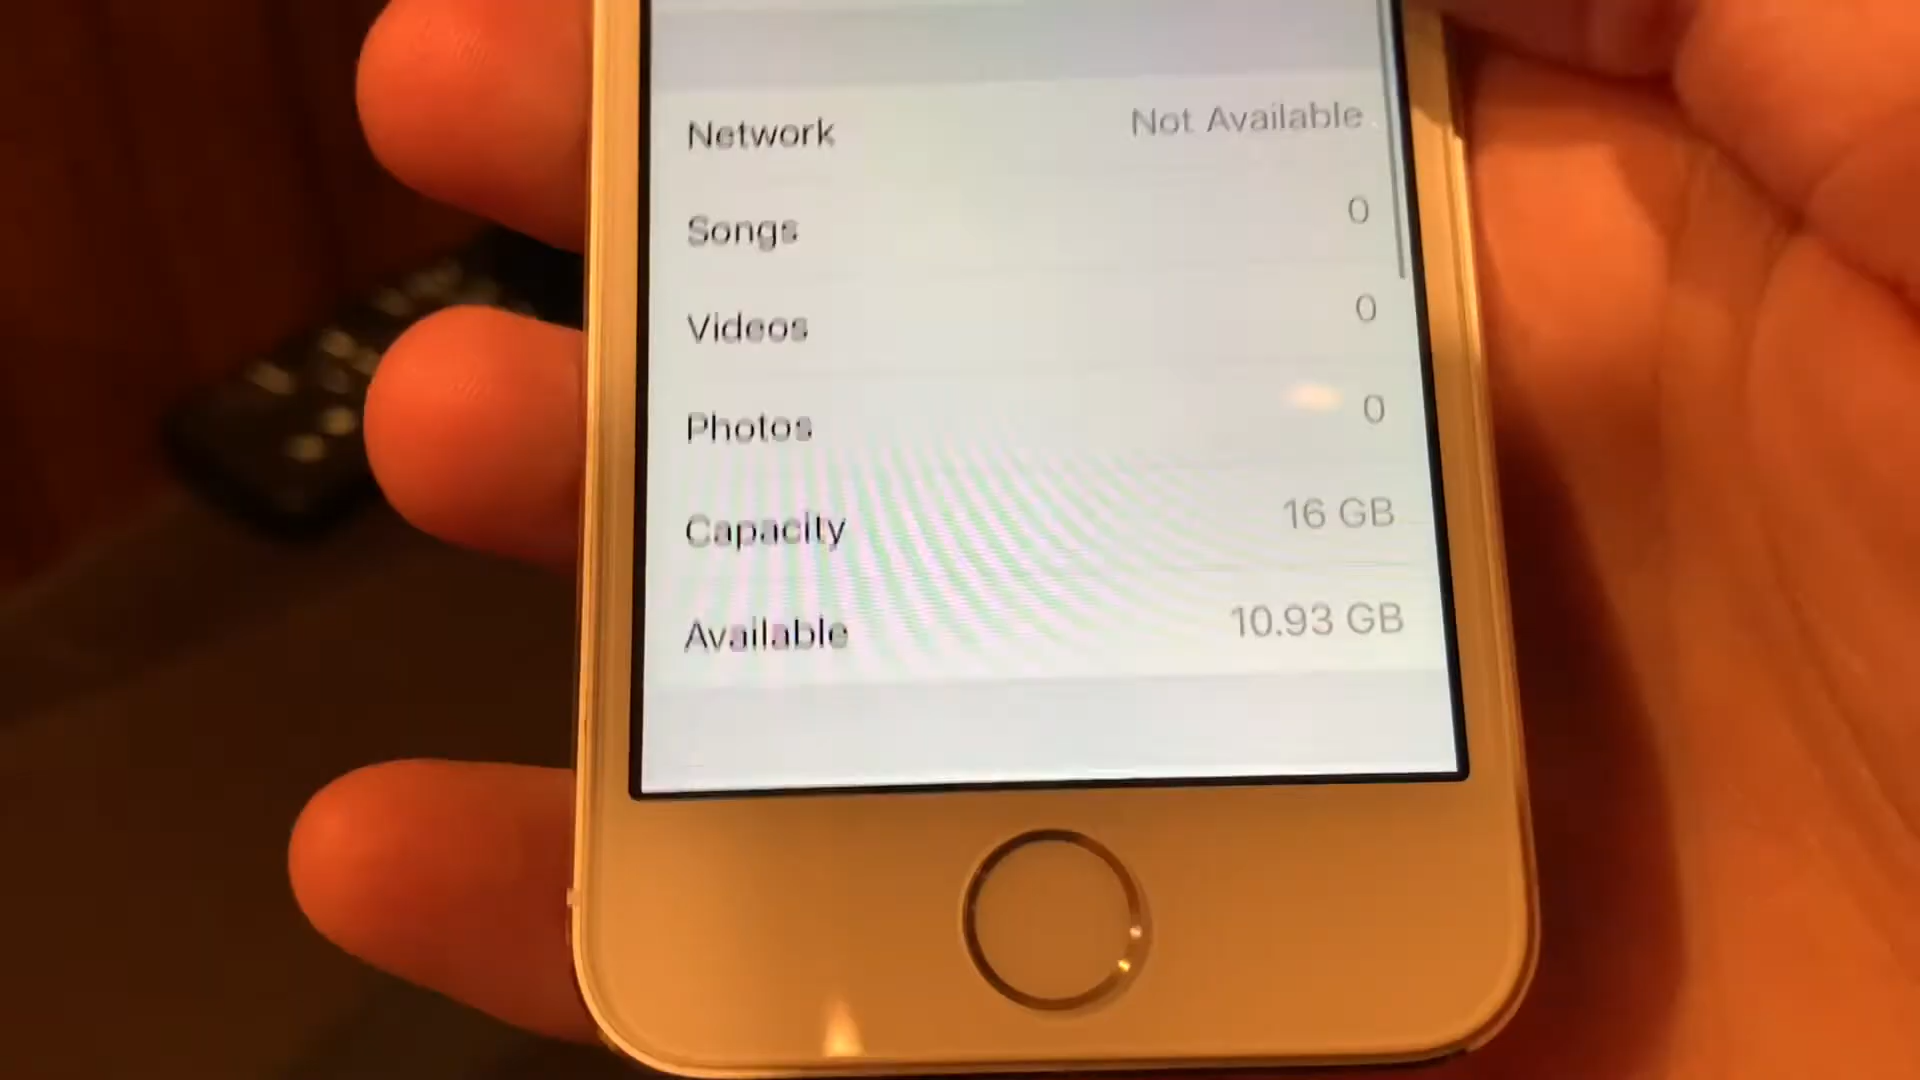 Network Not Available
Songs 0
Videos 0
Photos 0
Capacity 16 GB
Available 10.93 GB